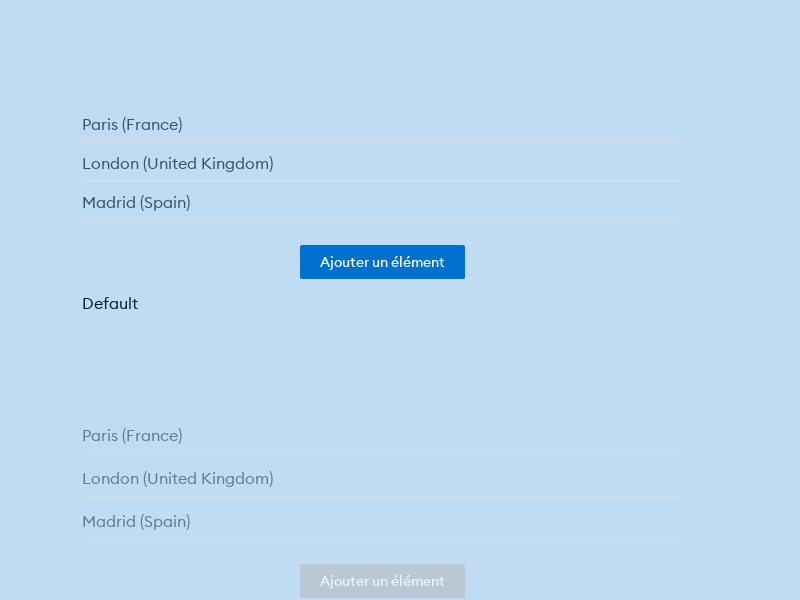 Paris (France)
London (United Kingdom)
Madrid (Spain)
Ajouter un élément
Default
Paris (France)
London (United Kingdom)
Madrid (Spain)
Ajouter un élément